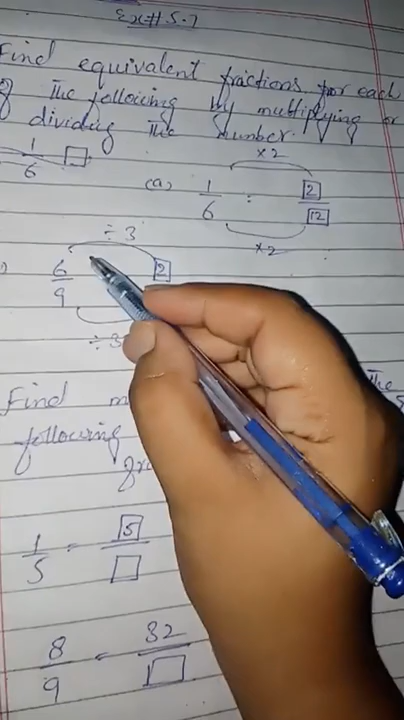 Ex# 5.7
Find equivalent fractions for each
of The following by multiplying or
dividing The number.
1/6 □
(a) 1/6 = 2/12
×2
×2
÷3
6/9 2
÷3
Find
The
following
1/5 = 5/□
8/9 = 32/□